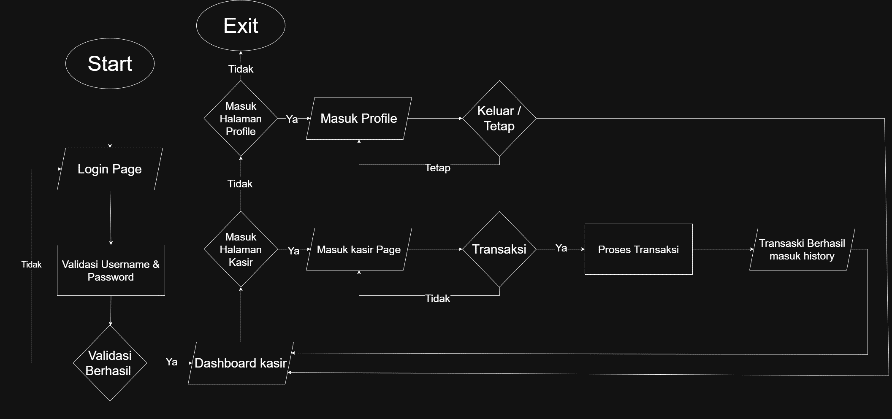 Exit
Start
Tidak
Masuk
Halaman
Profile
Ya
Masuk Profile
Keluar /
Tetap
Tetap
Login Page
Tidak
Masuk
Halaman
Kasir
Ya
Masuk kasir Page
Transaksi
Ya
Proses Transaksi
Transaski Berhasil
masuk history
Tidak
Tidak
Validasi Username &
Password
Validasi
Berhasil
Ya
Dashboard kasir